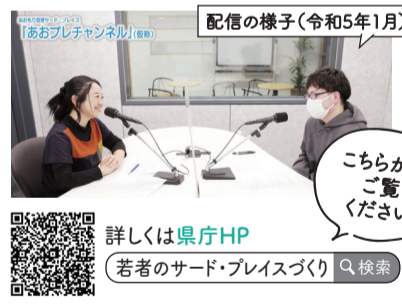 配信の様子(令和5年1月)
あおもり若者サード・プレイス
「あおプレチャンネル」(仮称)
こちらか
ご覧
ください
詳しくは県庁HP
若者のサード・プレイスづくり 検索